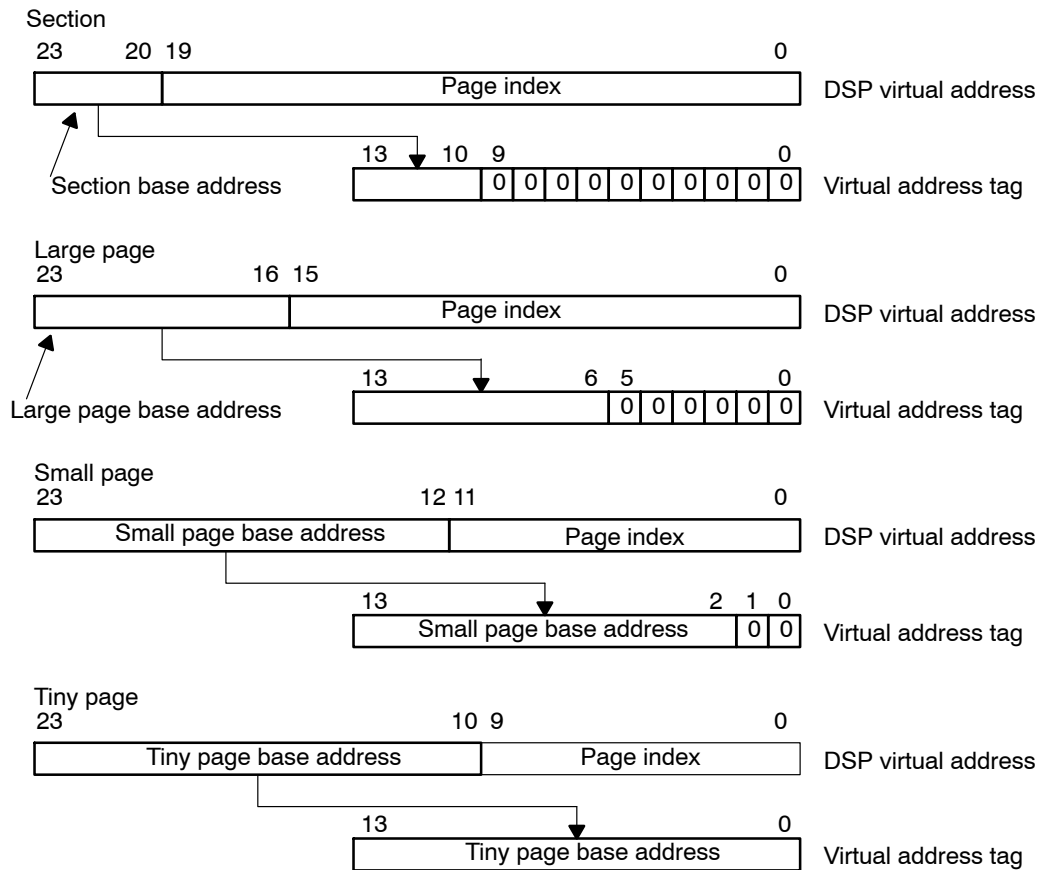 Section
23 20 19 0
Page index DSP virtual address
13 10 9 0
Section base address 0 0 0 0 0 0 0 0 0 0 Virtual address tag
Large page
23 16 15 0
Page index DSP virtual address
13 6 5 0
Large page base address 0 0 0 0 0 0 Virtual address tag
Small page
23 12 11 0
Small page base address Page index DSP virtual address
13 2 1 0
Small page base address 0 0 Virtual address tag
Tiny page
23 10 9 0
Tiny page base address Page index DSP virtual address
13 0
Tiny page base address Virtual address tag